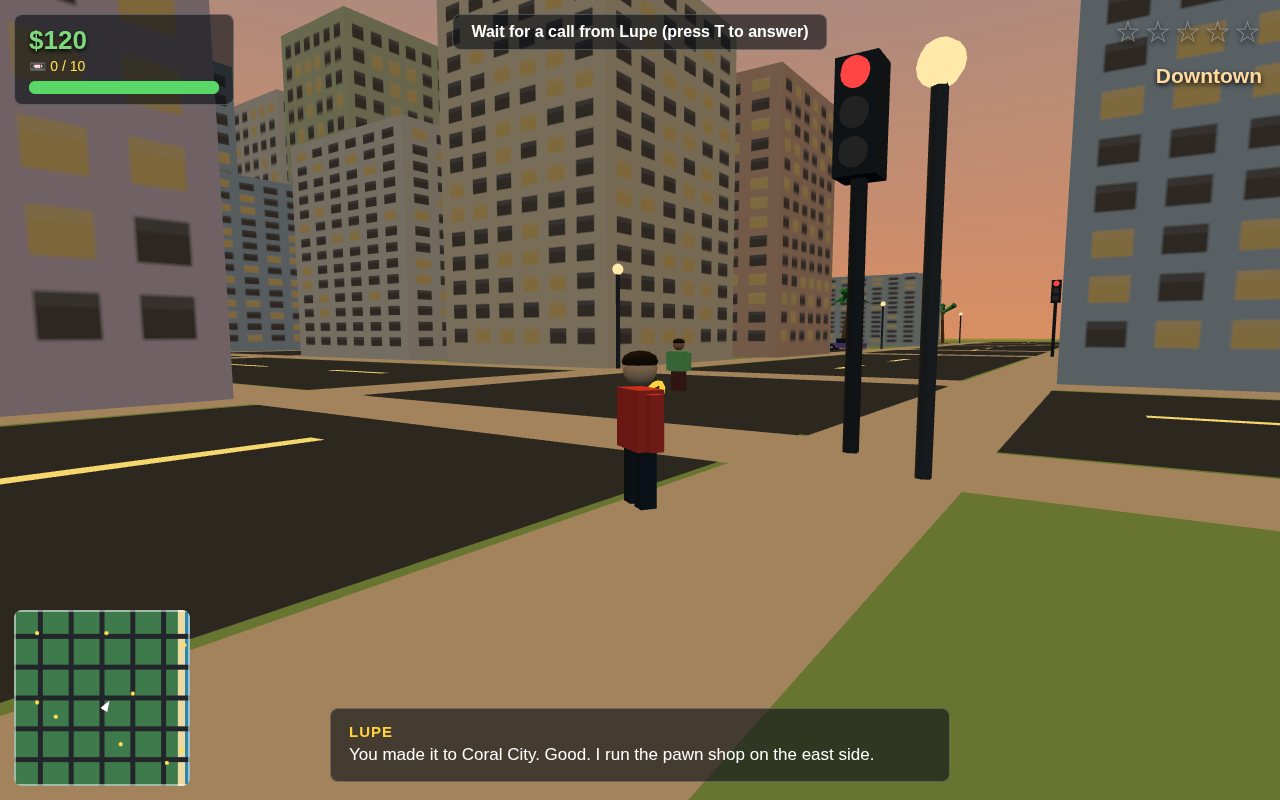 $120
0 / 10
Wait for a call from Lupe (press T to answer)
Downtown
LUPE
You made it to Coral City. Good. I run the pawn shop on the east side.